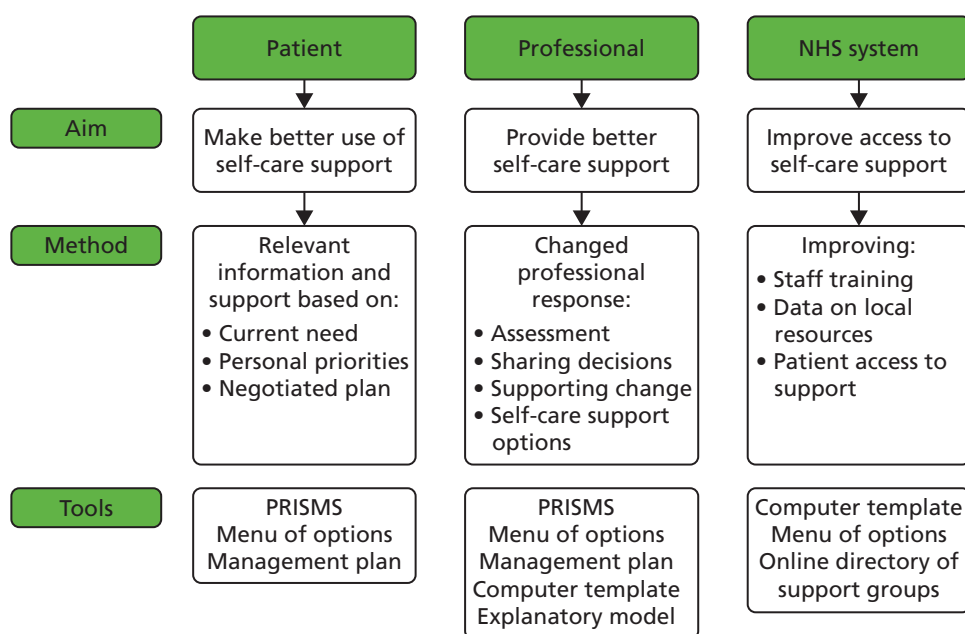 Patient
Professional
NHS system
Aim
Make better use of
self-care support
Provide better
self-care support
Improve access to
self-care support
Method
Relevant
information and
support based on:
• Current need
• Personal priorities
• Negotiated plan
Changed
professional
response:
• Assessment
• Sharing decisions
• Supporting change
• Self-care support
options
Improving:
• Staff training
• Data on local
resources
• Patient access to
support
Tools
PRISMS
Menu of options
Management plan
PRISMS
Menu of options
Management plan
Computer template
Explanatory model
Computer template
Menu of options
Online directory of
support groups